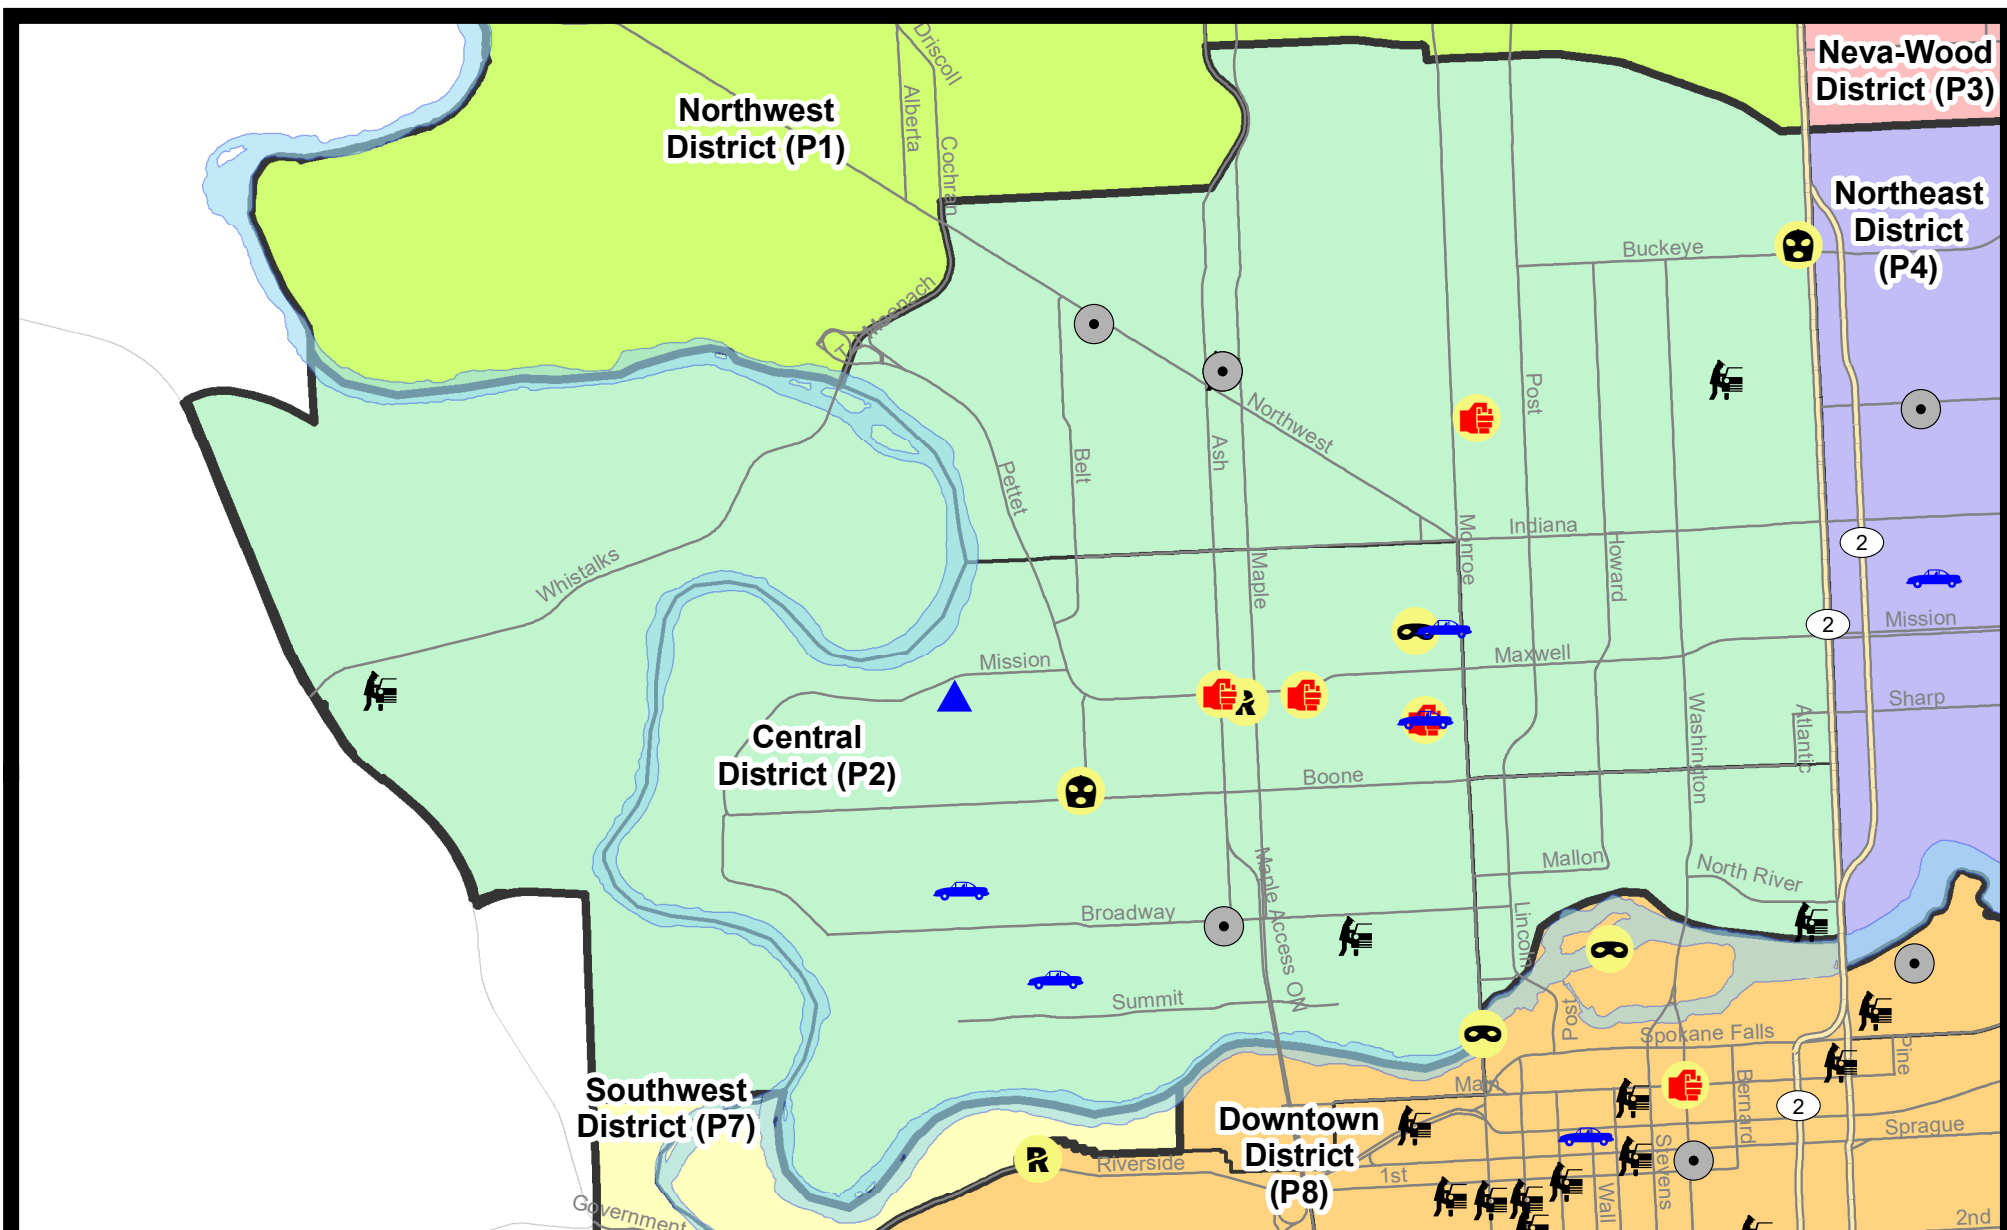 Driscoll
Neva-Wood
District (P3)
Northwest
District (P1)
Alberta
Cochran
Northeast
District
(P4)
Buckeye
Post
Northwest
Ash
Belt
Pettet
Monroe
Indiana
Howard
2
Whistalks
Maple
2
Mission
Mission
Maxwell
Sharp
Washington
Atlantic
Central
District (P2)
Boone
Mallon
North River
Maple Access ON
Broadway
Lincoln
Summit
Post
Spokane Falls
Pine
Southwest
District (P7)
Main
Bernard
2
Downtown
District
(P8)
Sprague
Stevens
Riverside
1st
Wall
Government
2nd